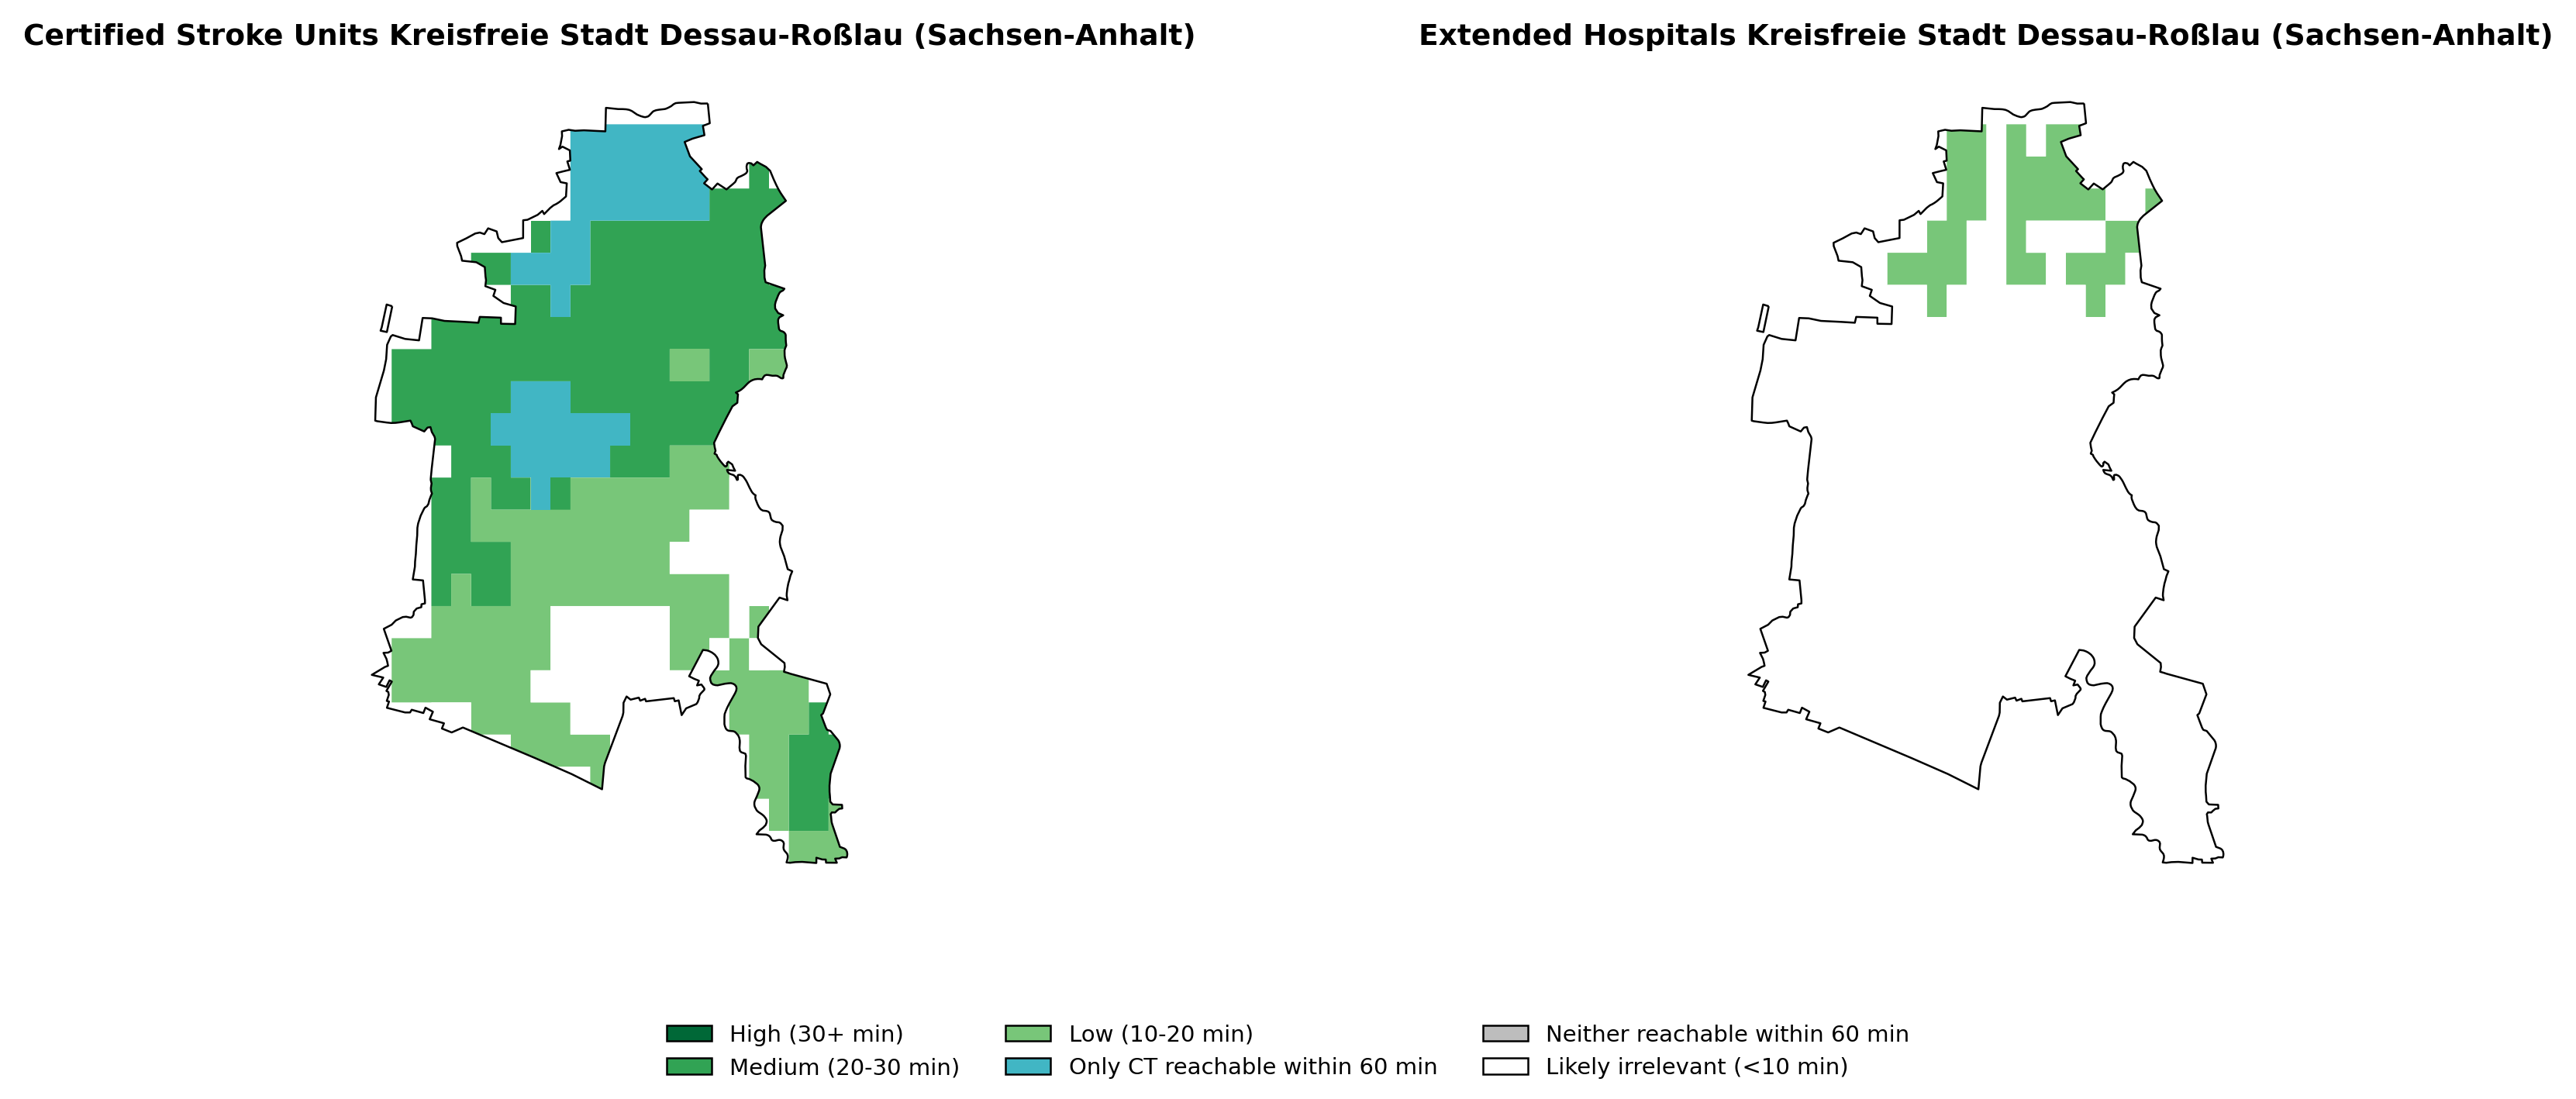 Certified Stroke Units Kreisfreie Stadt Dessau-Roßlau (Sachsen-Anhalt)
Extended Hospitals Kreisfreie Stadt Dessau-Roßlau (Sachsen-Anhalt)
High (30+ min)
Medium (20-30 min)
Low (10-20 min)
Only CT reachable within 60 min
Neither reachable within 60 min
Likely irrelevant (<10 min)